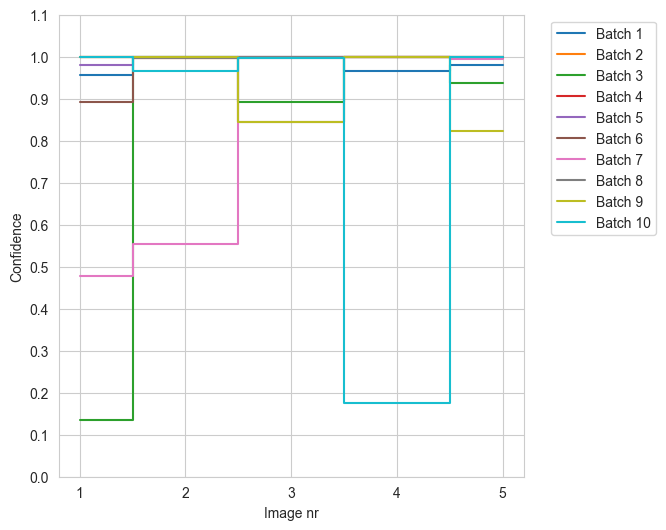 1.1
1.0
0.9
0.8
0.7
0.6
0.5
0.4
0.3
0.2
0.1
0.0
Confidence
1 2 3 4 5
Image nr
Batch 1
Batch 2
Batch 3
Batch 4
Batch 5
Batch 6
Batch 7
Batch 8
Batch 9
Batch 10